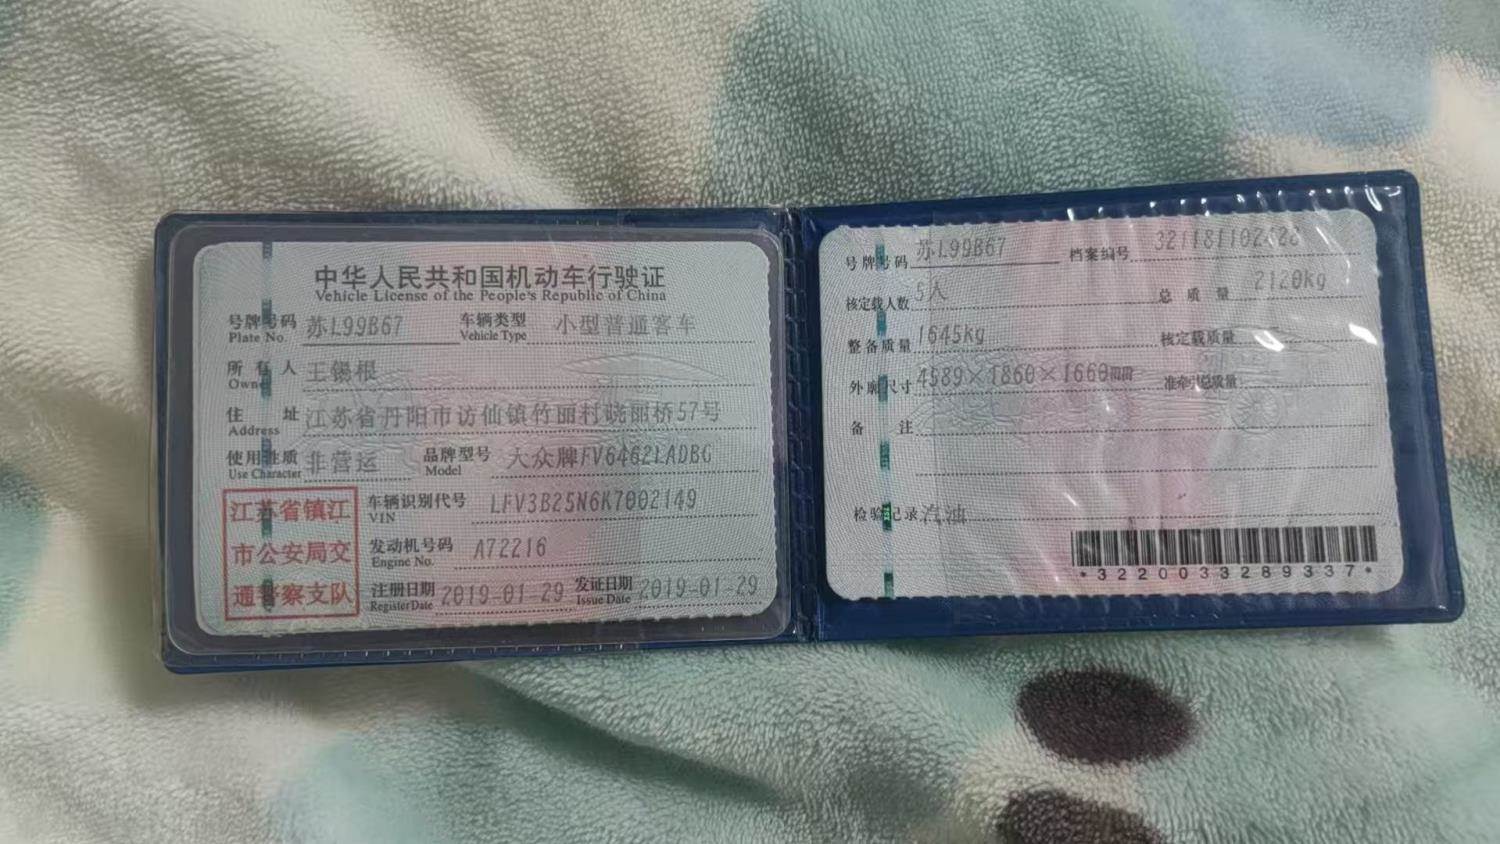 中华人民共和国机动车行驶证
Vehicle License of the People's Republic of China
号牌号码 苏L99B67 车辆类型 小型普通客车
Plate No. Vehicle Type
所有人 王锡根
Owner
住址 江苏省丹阳市访仙镇竹丽村晓丽桥57号
Address
使用性质 非营运 品牌型号 大众牌FV6462LADBG
Use Character Model
江苏省镇江
市公安局交
通警察支队
车辆识别代号 LFV3B25N6K7002149
VIN
发动机号码 A72216
Engine No.
注册日期 2019-01-29 发证日期 2019-01-29
Register Date Issue Date
号牌号码 苏L99B67 档案编号 321181102428
核定载人数 5人 总质量 2120kg
整备质量 1645kg 核定载质量
外廓尺寸 4589×1860×1660mm 准牵引总质量
备注
检验记录 汽油
*3220033289337*